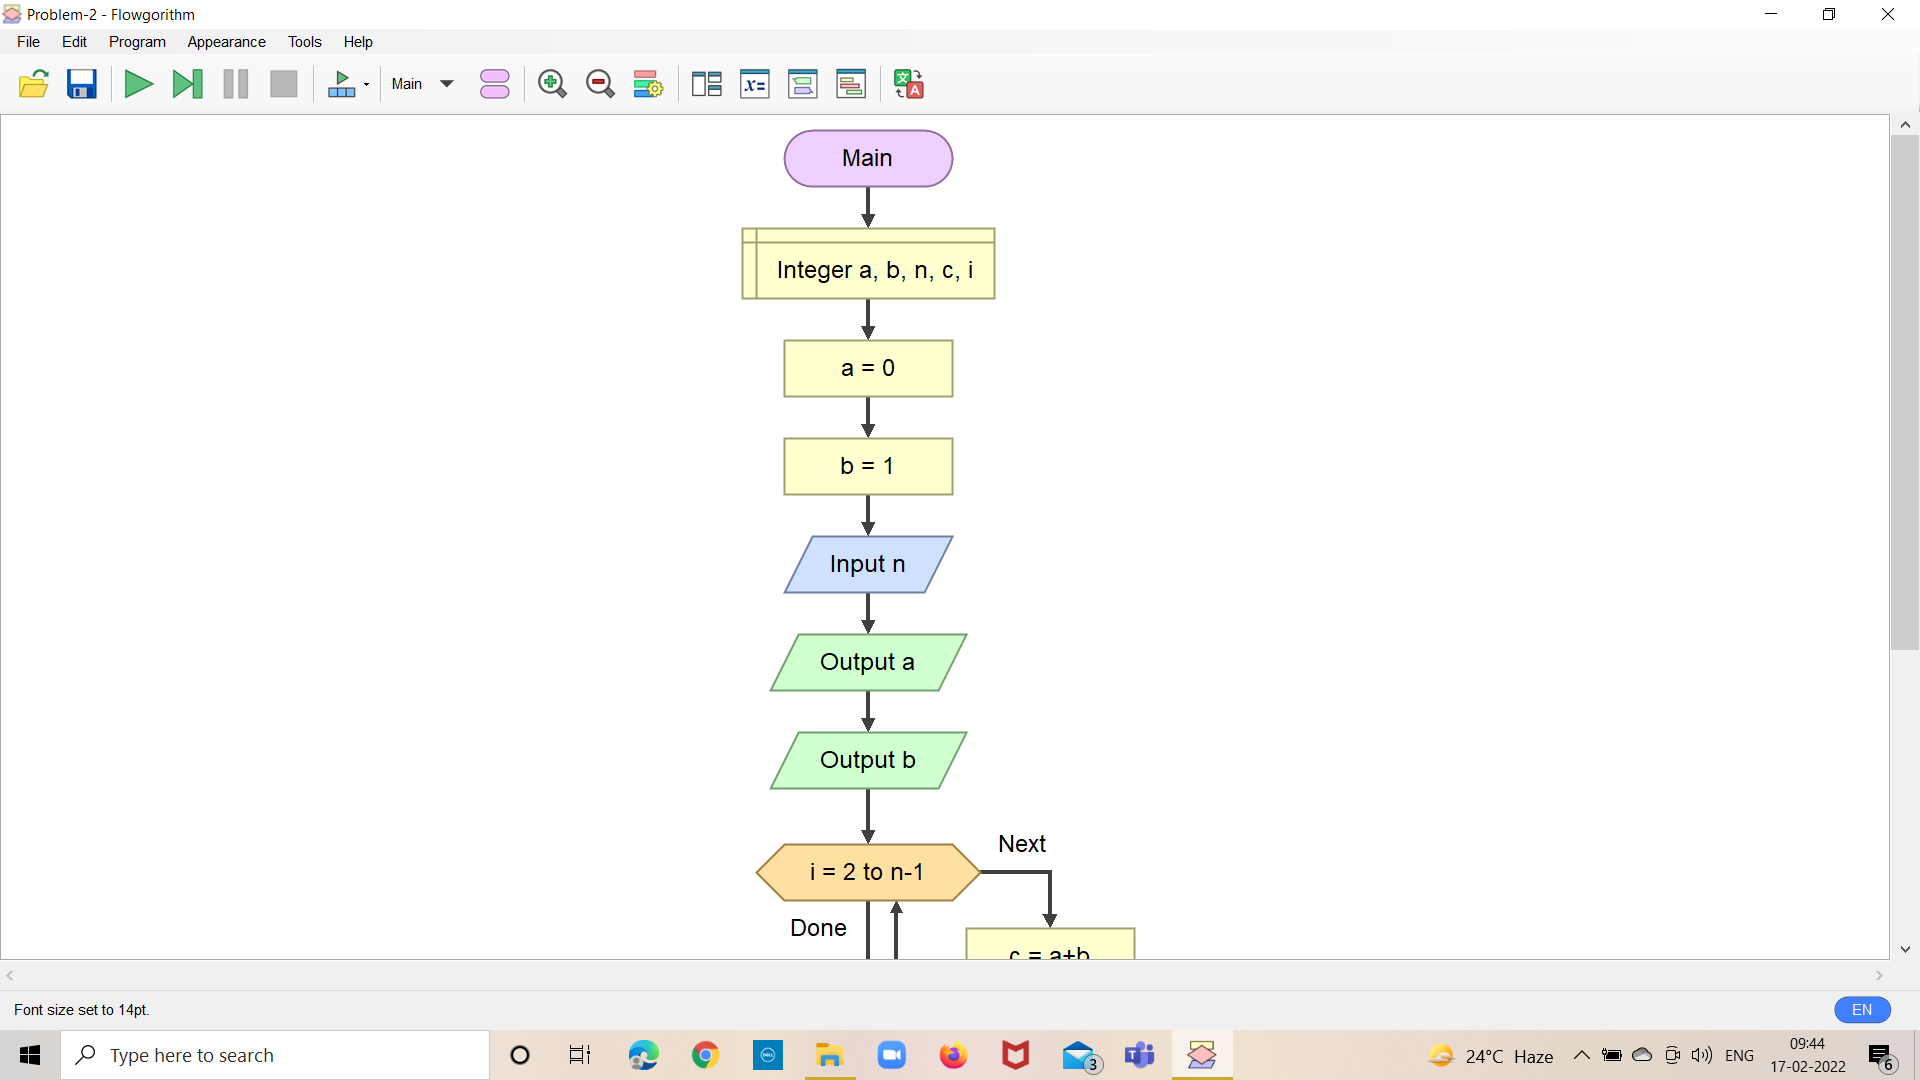 Problem-2 - Flowgorithm
File Edit Program Appearance Tools Help
Main
x=
文
A
Main
Integer a, b, n, c, i
a = 0
b = 1
Input n
Output a
Output b
Next
i = 2 to n-1
Done
c = a+b
Font size set to 14pt.
EN
Type here to search
DELL
3
24°C Haze
ENG
09:44
17-02-2022
6